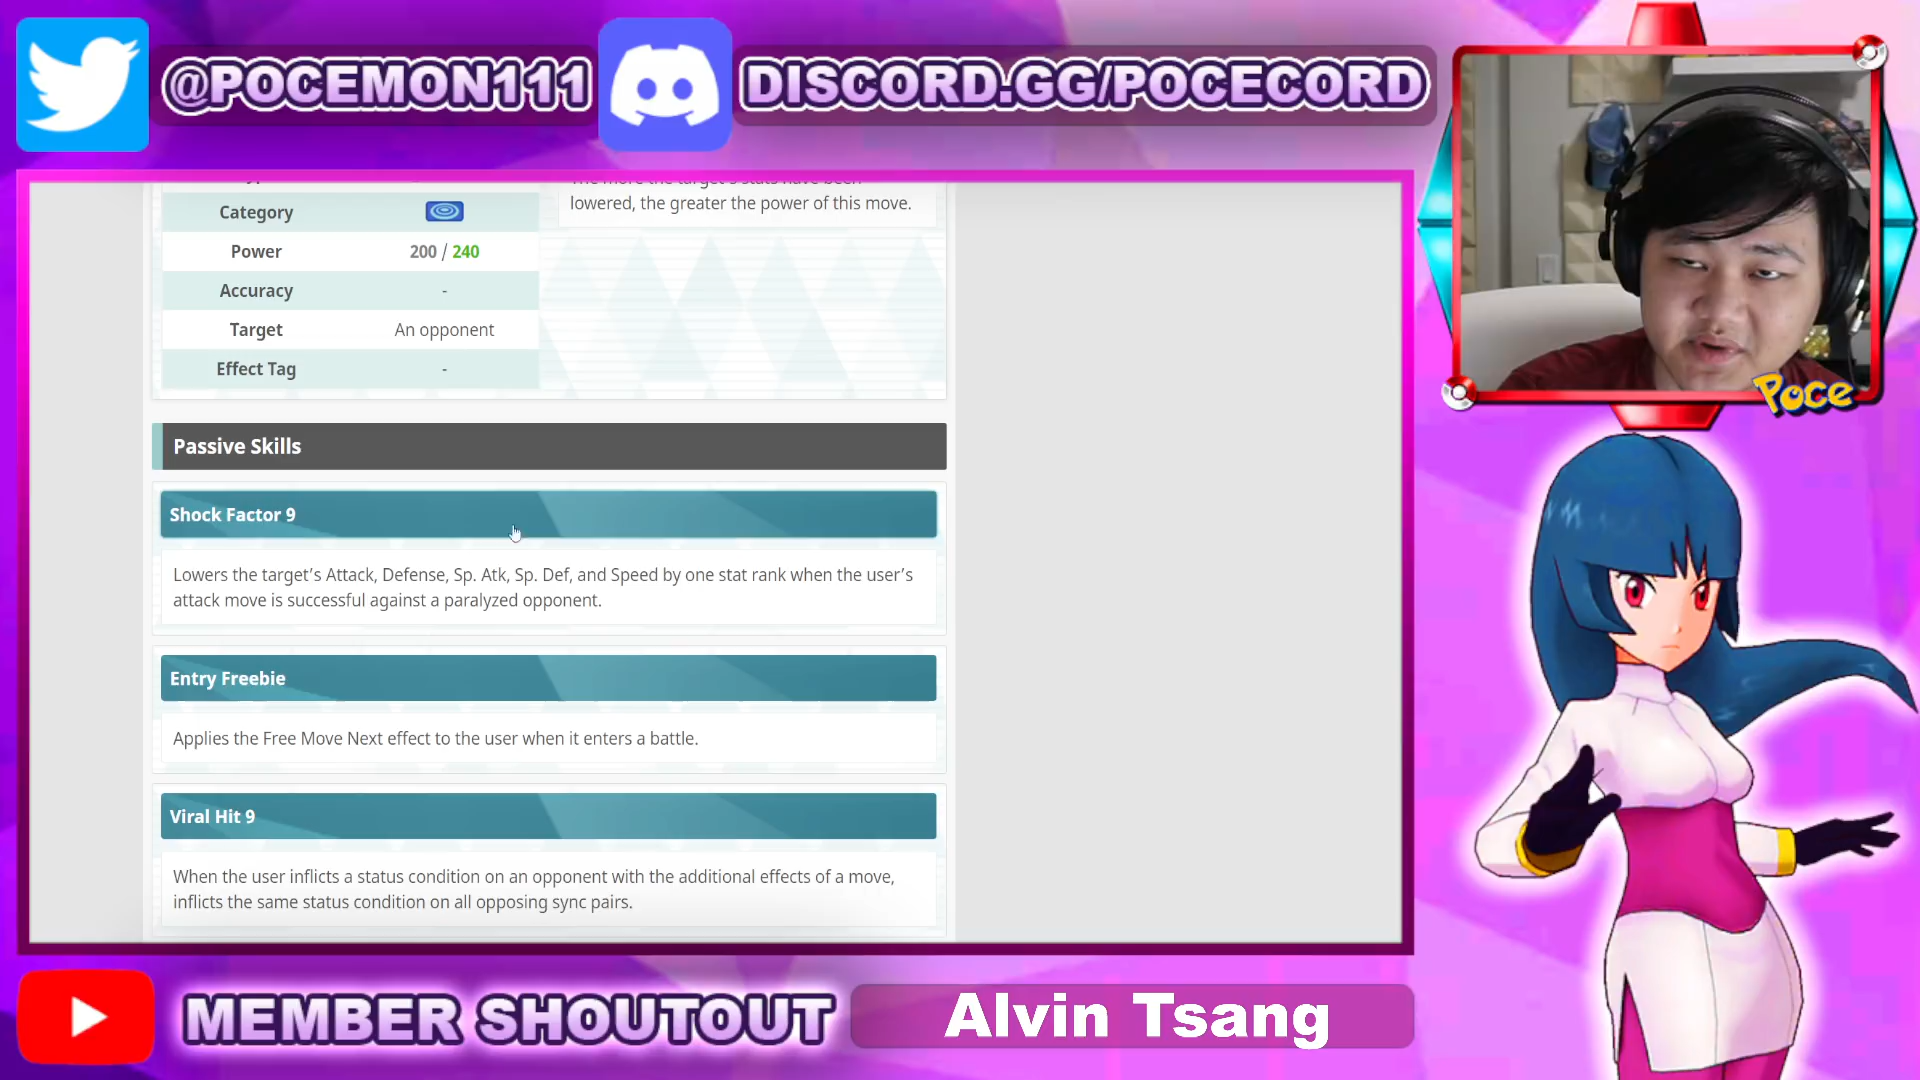 @POCEMON111
DISCORD.GG/POCECORD
lowered, the greater the power of this move.
Category
Power 200 / 240
Accuracy -
Target An opponent
Effect Tag -
Passive Skills
Shock Factor 9
Lowers the target's Attack, Defense, Sp. Atk, Sp. Def, and Speed by one stat rank when the user's
attack move is successful against a paralyzed opponent.
Entry Freebie
Applies the Free Move Next effect to the user when it enters a battle.
Viral Hit 9
When the user inflicts a status condition on an opponent with the additional effects of a move,
inflicts the same status condition on all opposing sync pairs.
Poce
MEMBER SHOUTOUT
Alvin Tsang